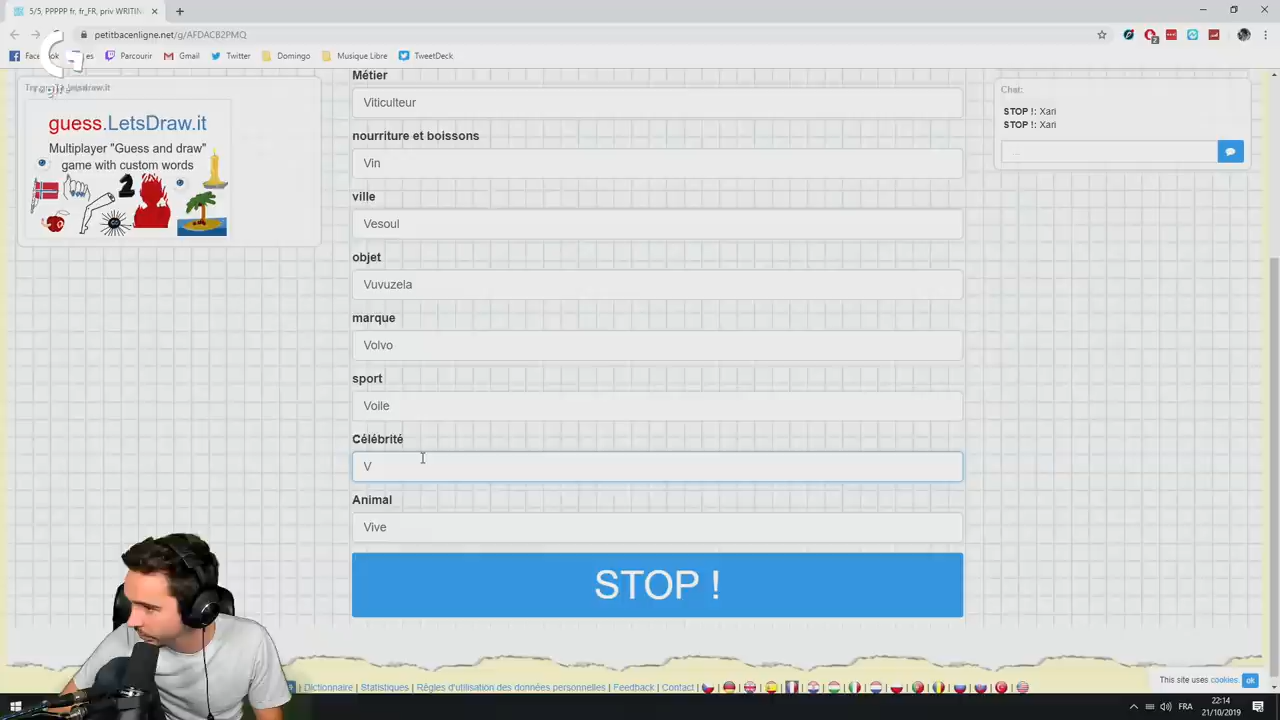 5/5, PPPPP fr, fr_FR, priv WRITIN
petitbacenligne.net/g/AFDACB2PMQ
Parcourir
Gmail
Twitter
Domingo
Musique Libre
TweetDeck
guess.LetsDraw.it
Multiplayer "Guess and draw"
game with custom words
Métier
Viticulteur
nourriture et boissons
Vin
ville
Vesoul
objet
Vuvuzela
marque
Volvo
sport
Voile
Célébrité
V
Animal
Vive
STOP !
Chat:
STOP !: Xari
STOP !: Xari
...
Dictionnaire | Statistiques | Règles d'utilisation des données personnelles | Feedback | Contact |
This site uses cookies. ok
FRA
22:14
21/10/2019